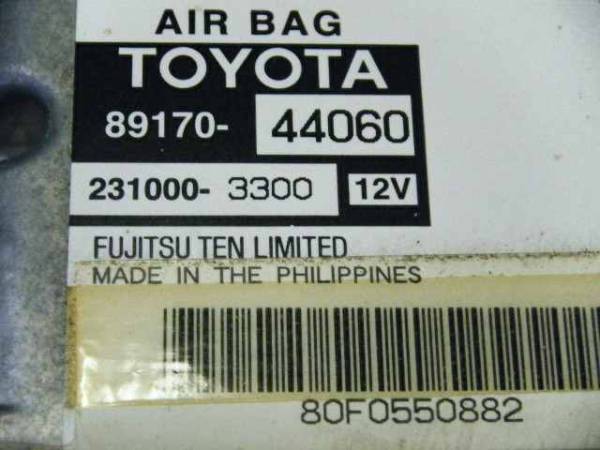 AIR BAG
TOYOTA
89170- 44060
231000- 3300 12V
FUJITSU TEN LIMITED
MADE IN THE PHILIPPINES
80F0550882